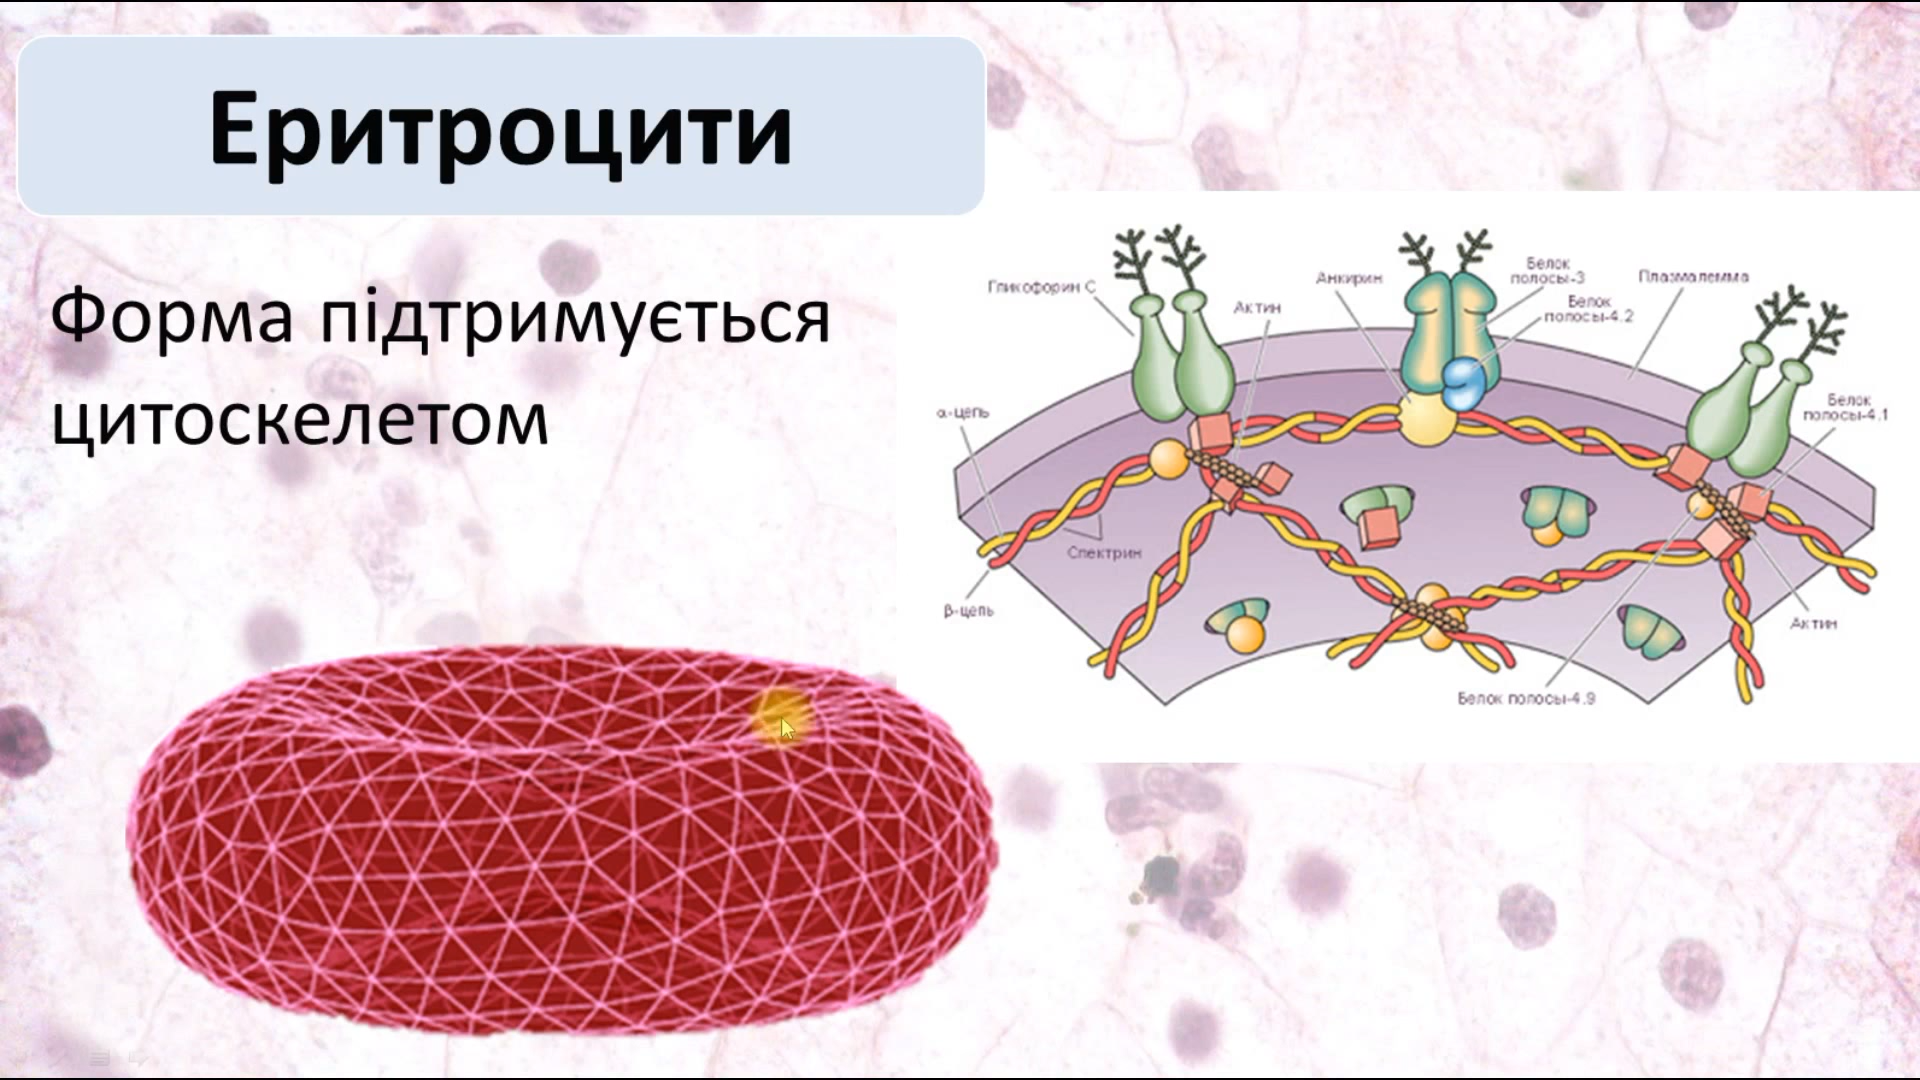 Еритроцити
Форма підтримується
цитоскелетом
Гликофорин С
Актин
Анкирин
Белок
полосы-3
Белок
полосы-4.2
Плазмалемма
Белок
полосы-4.1
α-цепь
Спектрин
β-цепь
Актин
Белок полосы-4.9